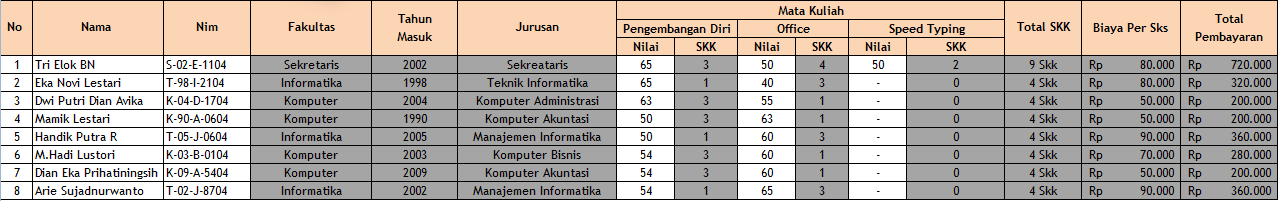 No Nama Nim Fakultas Tahun Masuk Jurusan Mata Kuliah Total SKK Biaya Per Sks Total Pembayaran
Pengembangan Diri Office Speed Typing
Nilai SKK Nilai SKK Nilai SKK
1 Tri Elok BN S-02-E-1104 Sekretaris 2002 Sekreataris 65 3 50 4 50 2 9 Skk Rp 80.000 Rp 720.000
2 Eka Novi Lestari T-98-I-2104 Informatika 1998 Teknik Informatika 65 1 40 3 - 0 4 Skk Rp 80.000 Rp 320.000
3 Dwi Putri Dian Avika K-04-D-1704 Komputer 2004 Komputer Administrasi 63 3 55 1 - 0 4 Skk Rp 50.000 Rp 200.000
4 Mamik Lestari K-90-A-0604 Komputer 1990 Komputer Akuntasi 50 3 63 1 - 0 4 Skk Rp 50.000 Rp 200.000
5 Handik Putra R T-05-J-0604 Informatika 2005 Manajemen Informatika 50 1 60 3 - 0 4 Skk Rp 90.000 Rp 360.000
6 M.Hadi Lustori K-03-B-0104 Komputer 2003 Komputer Bisnis 54 3 60 1 - 0 4 Skk Rp 70.000 Rp 280.000
7 Dian Eka Prihatiningsih K-09-A-5404 Komputer 2009 Komputer Akuntasi 54 3 60 1 - 0 4 Skk Rp 50.000 Rp 200.000
8 Arie Sujadnurwanto T-02-J-8704 Informatika 2002 Manajemen Informatika 54 1 65 3 - 0 4 Skk Rp 90.000 Rp 360.000